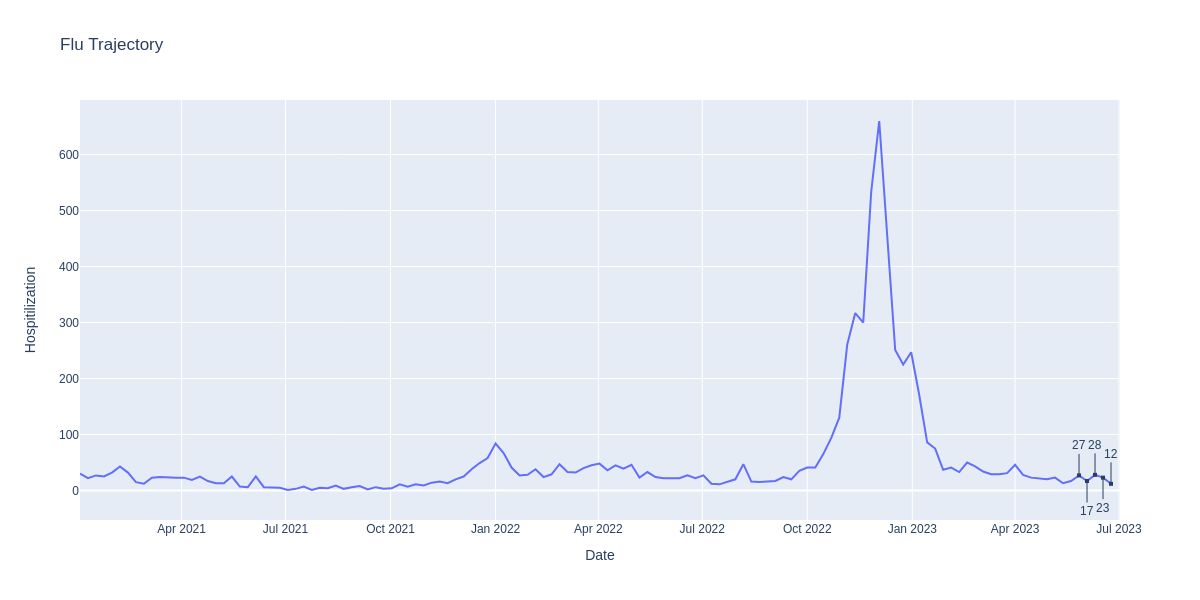 Flu Trajectory
Hospitilization
600
500
400
300
200
100
0
27 28
12
17 23
Apr 2021
Jul 2021
Oct 2021
Jan 2022
Apr 2022
Jul 2022
Oct 2022
Jan 2023
Apr 2023
Jul 2023
Date